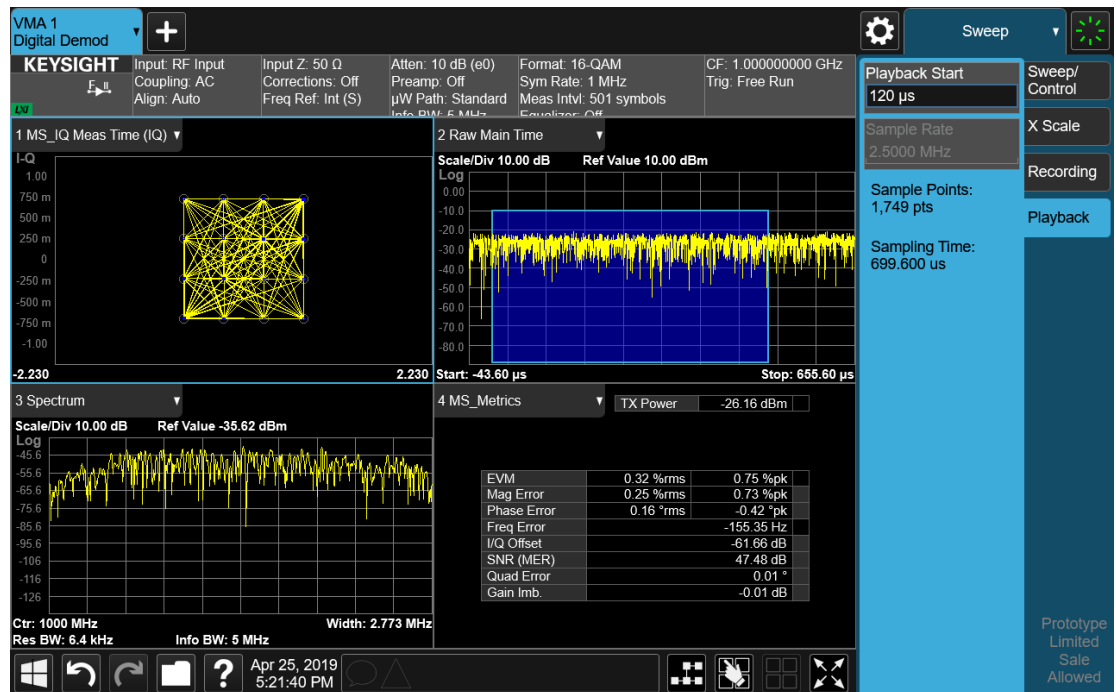 VMA 1
Digital Demod
Sweep
KEYSIGHT
LXI
Input: RF Input
Coupling: AC
Align: Auto
Input Z: 50 Ω
Corrections: Off
Freq Ref: Int (S)
Atten: 10 dB (e0)
Preamp: Off
µW Path: Standard
Info BW: 5 MHz
Format: 16-QAM
Sym Rate: 1 MHz
Meas Intvl: 501 symbols
Equalizer: Off
CF: 1.000000000 GHz
Trig: Free Run
1 MS_IQ Meas Time (IQ)
I-Q
1.00
750 m
500 m
250 m
0
-250 m
-500 m
-750 m
-1.00
-2.230
2.230
2 Raw Main Time
Scale/Div 10.00 dB
Ref Value 10.00 dBm
Log
0.00
-10.0
-20.0
-30.0
-40.0
-50.0
-60.0
-70.0
-80.0
Start: -43.60 µs
Stop: 655.60 µs
3 Spectrum
Scale/Div 10.00 dB
Ref Value -35.62 dBm
Log
-45.6
-55.6
-65.6
-75.6
-85.6
-95.6
-106
-116
-126
Ctr: 1000 MHz
Width: 2.773 MHz
Res BW: 6.4 kHz
Info BW: 5 MHz
4 MS_Metrics
TX Power -26.16 dBm
EVM 0.32 %rms 0.75 %pk
Mag Error 0.25 %rms 0.73 %pk
Phase Error 0.16 °rms -0.42 °pk
Freq Error -155.35 Hz
I/Q Offset -61.66 dB
SNR (MER) 47.48 dB
Quad Error 0.01 °
Gain Imb. -0.01 dB
Playback Start
120 µs
Sample Rate
2.5000 MHz
Sample Points:
1,749 pts
Sampling Time:
699.600 us
Sweep/
Control
X Scale
Recording
Playback
Prototype
Limited
Sale
Allowed
?
Apr 25, 2019
5:21:40 PM